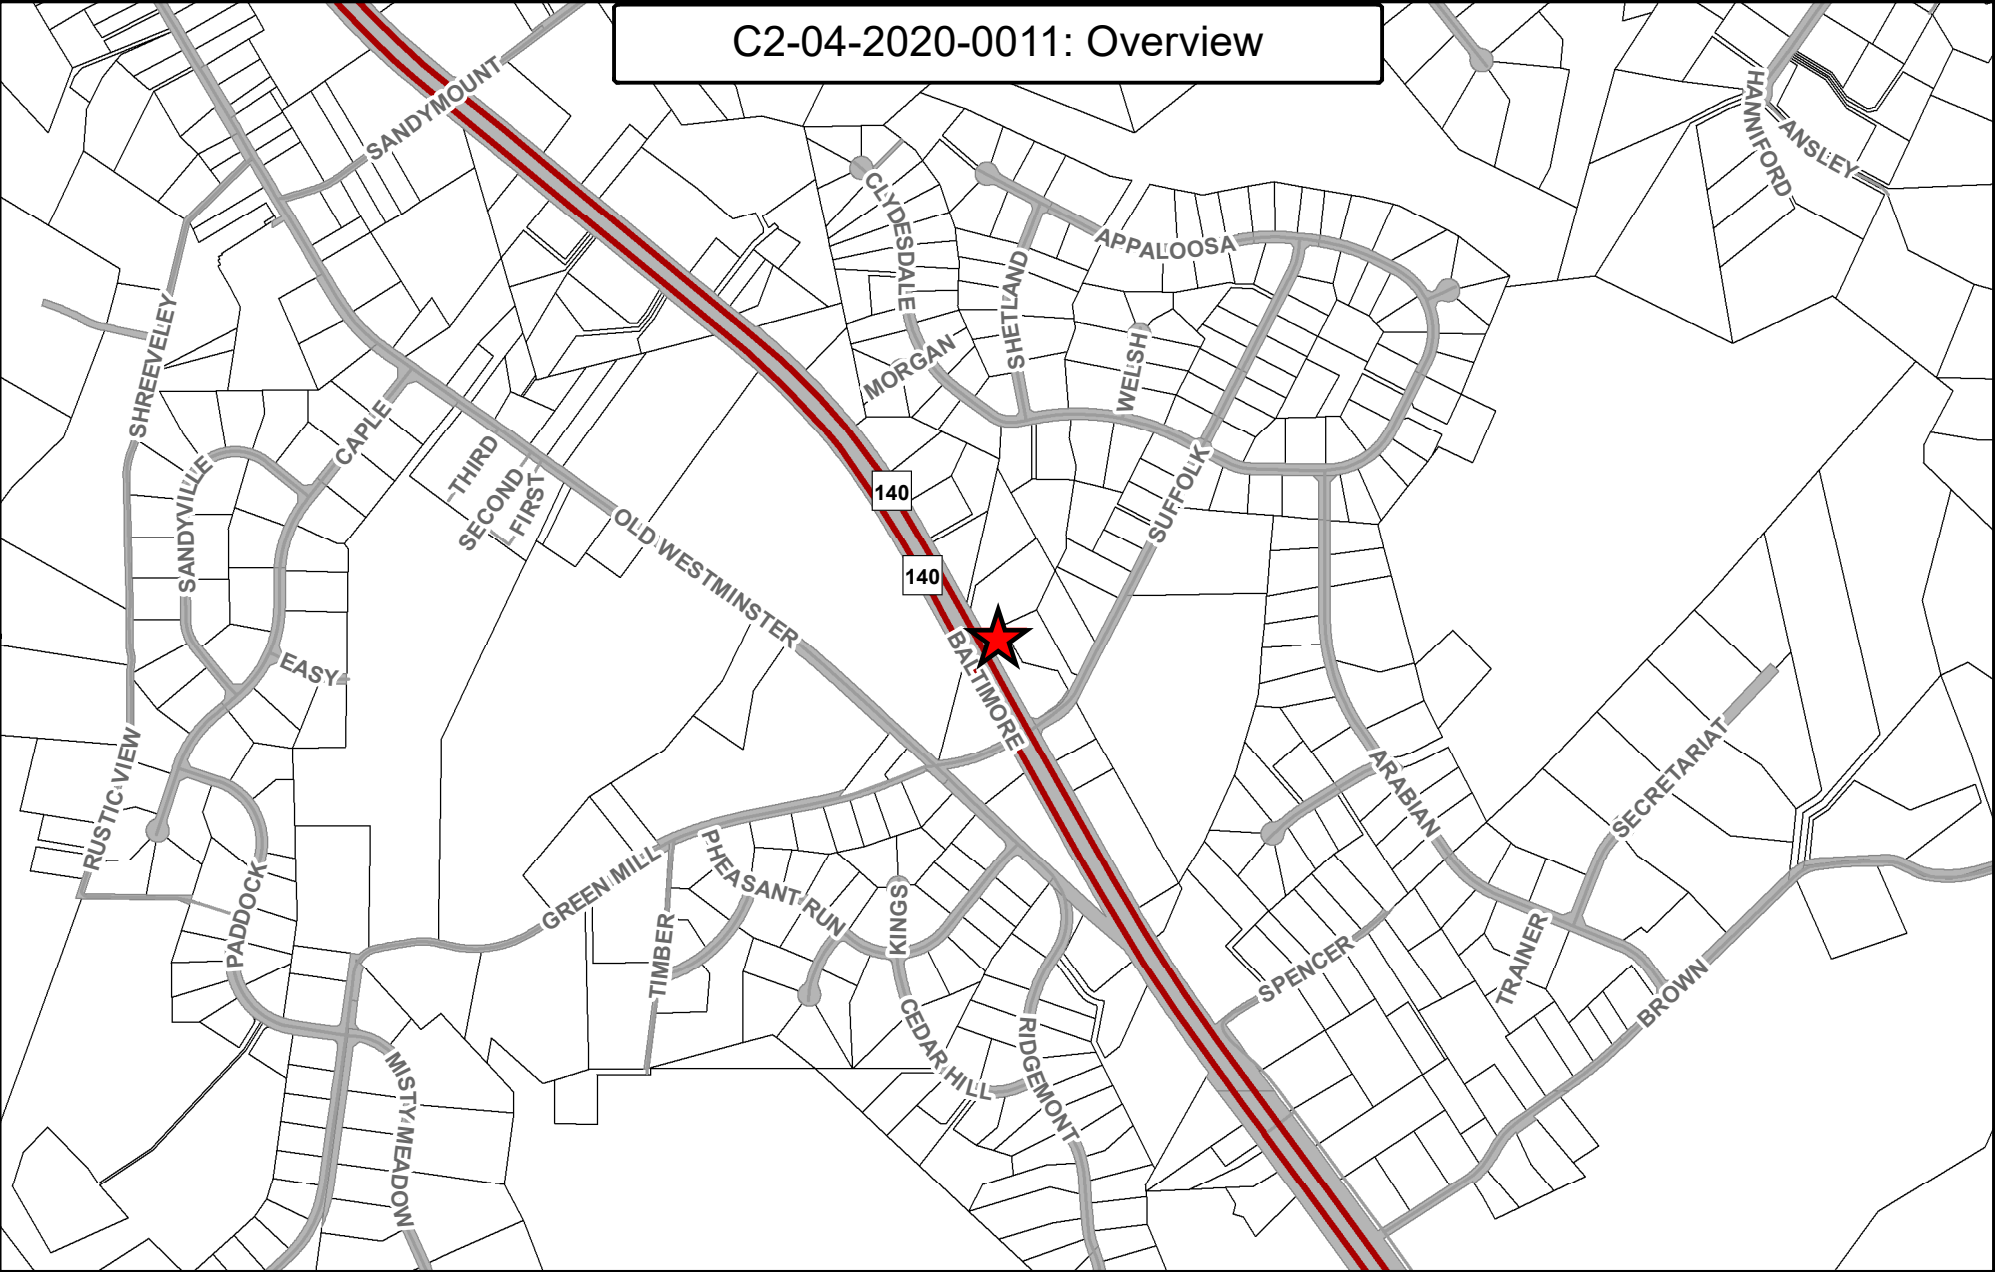 C2-04-2020-0011: Overview
SANDYMOUNT
HANNIFORD
ANSLEY
CLYDESDALE
APPALOOSA
SHETLAND
SHREEVELEY
MORGAN
WELSH
CAPLE
THIRD
SECOND
FIRST
SANDYVILLE
140
SUFFOLK
OLD WESTMINSTER
140
BALTIMORE
EASY
RUSTIC VIEW
ARABIAN
SECRETARIAT
PHEASANT RUN
GREEN MILL
PADDOCK
KINGS
TIMBER
SPENCER
TRAINER
BROWN
CEDAR HILL
RIDGEMONT
MISTY MEADOW